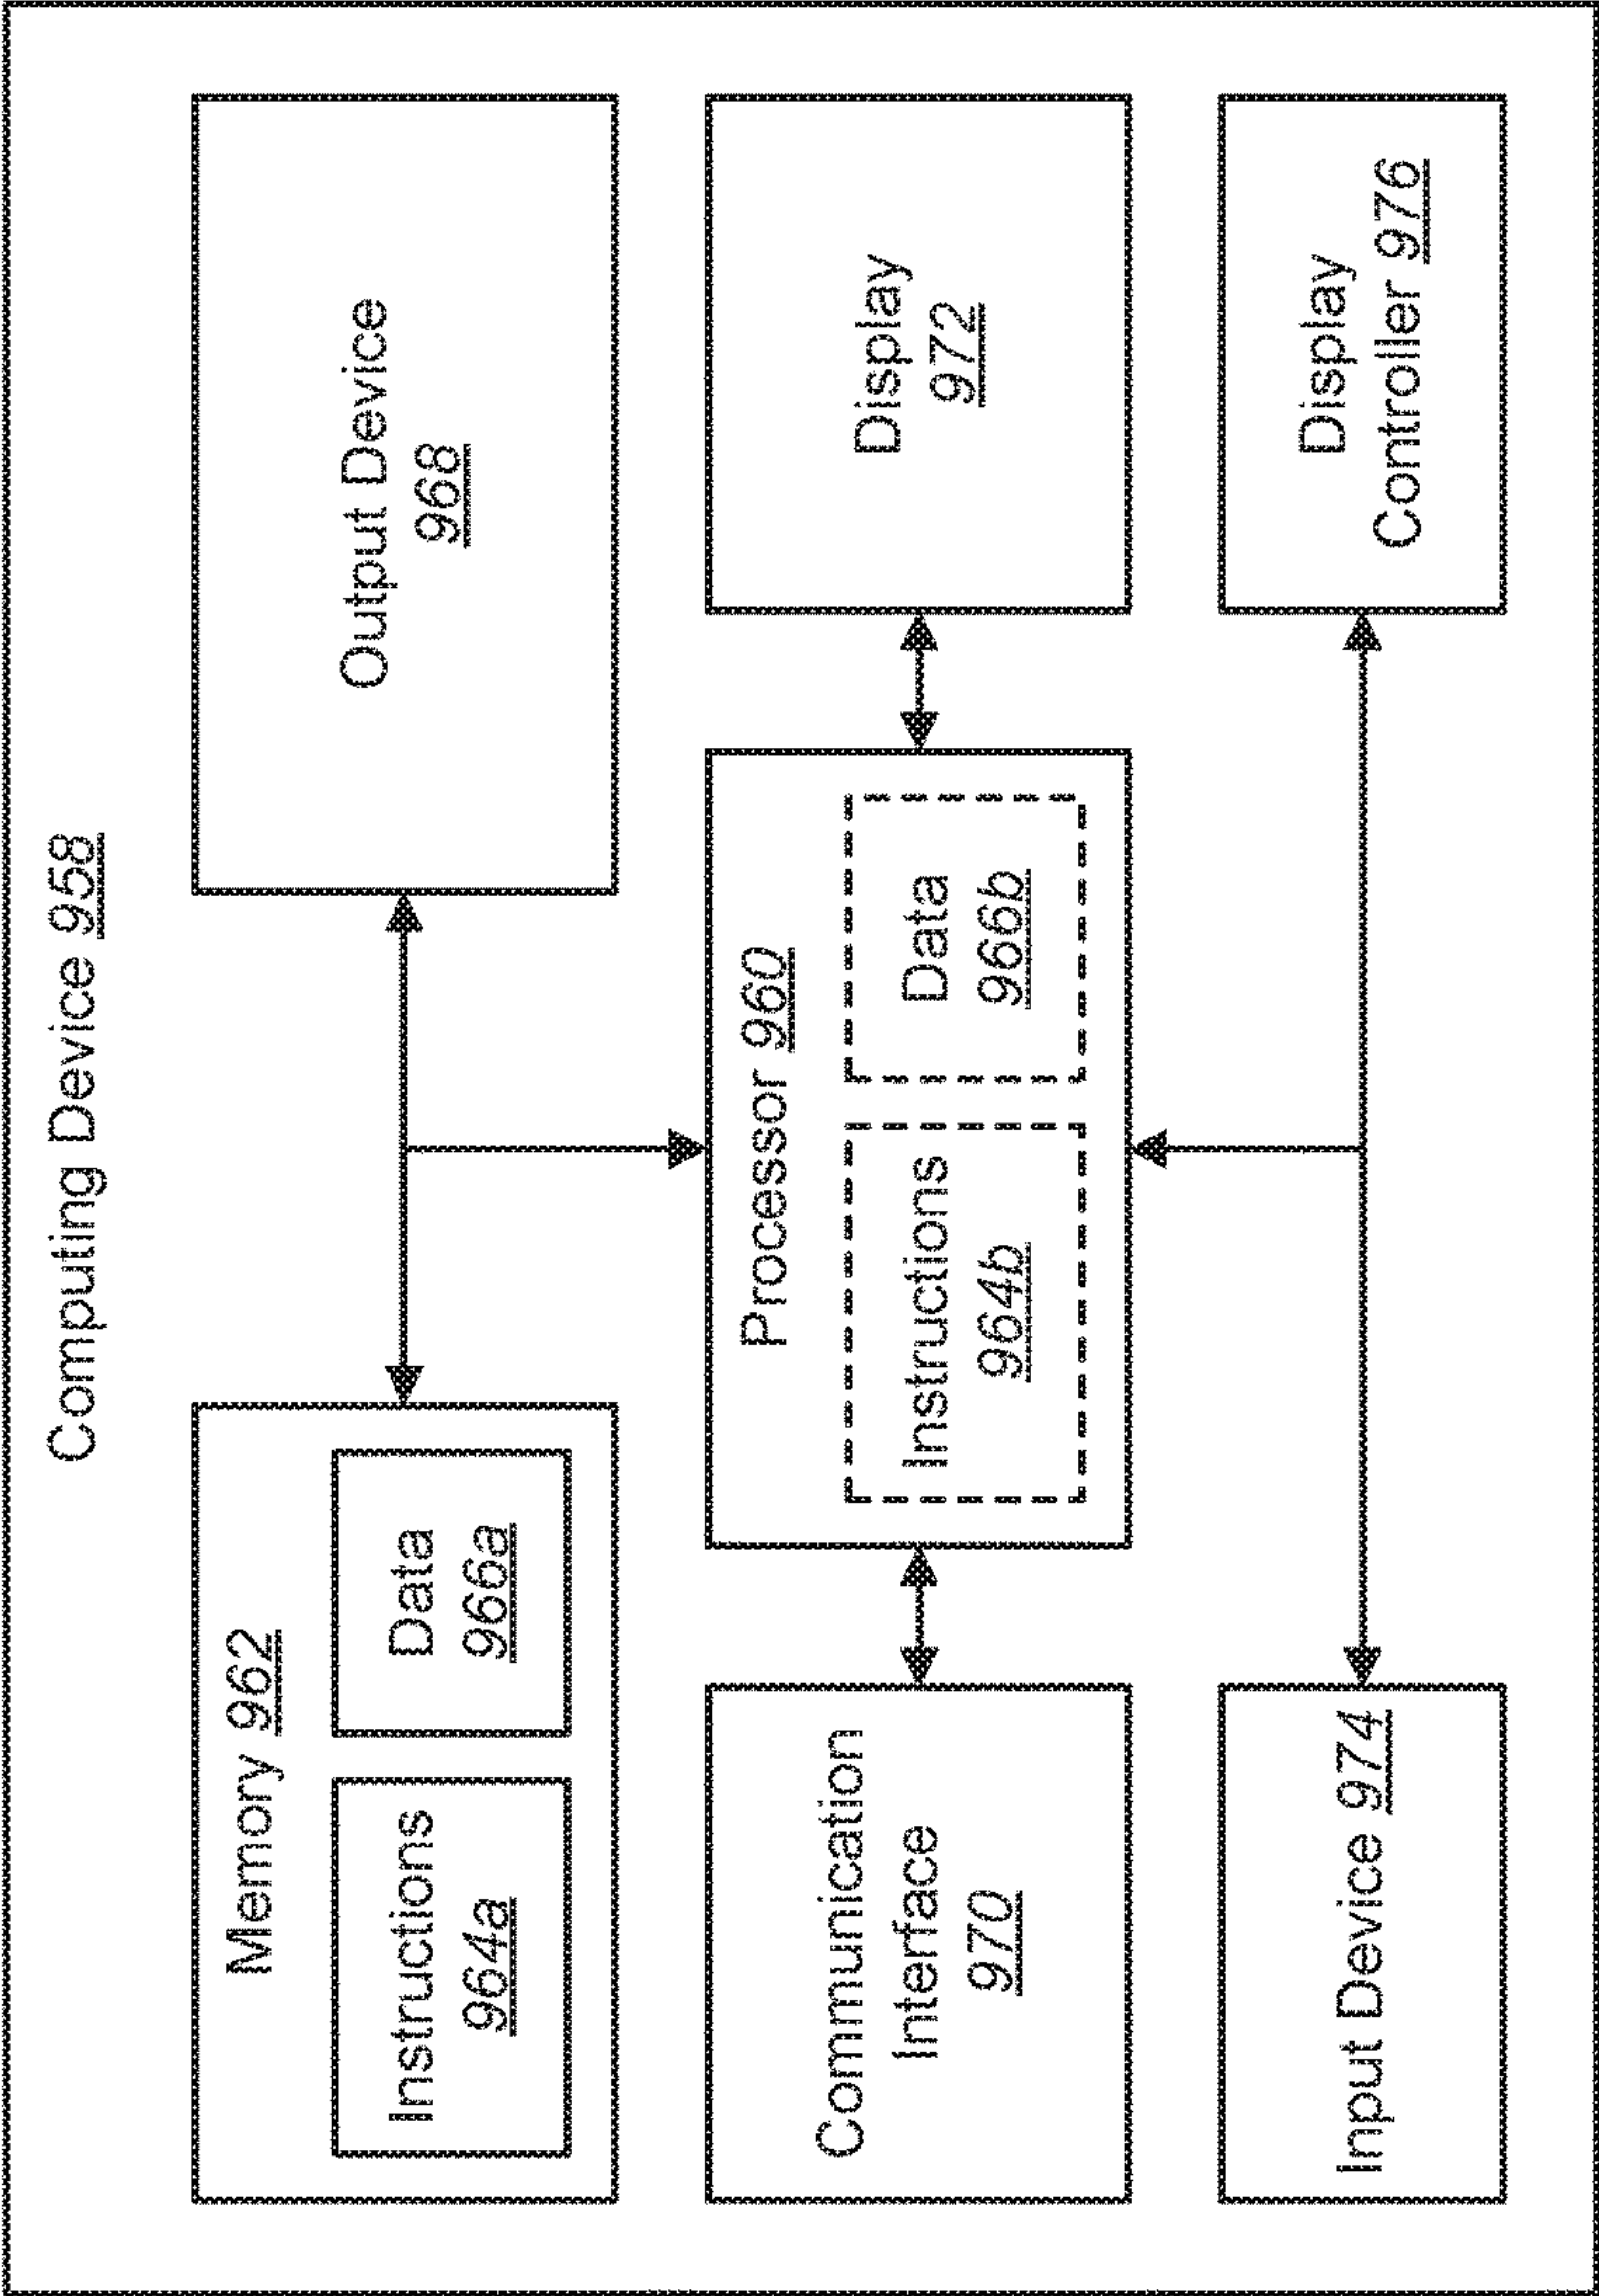 Computing Device 958
Memory 962
Instructions
964a
Data
966a
Output Device
968
Communication
Interface
970
Processor 960
Instructions
964b
Data
966b
Display
972
Input Device 974
Display
Controller 976